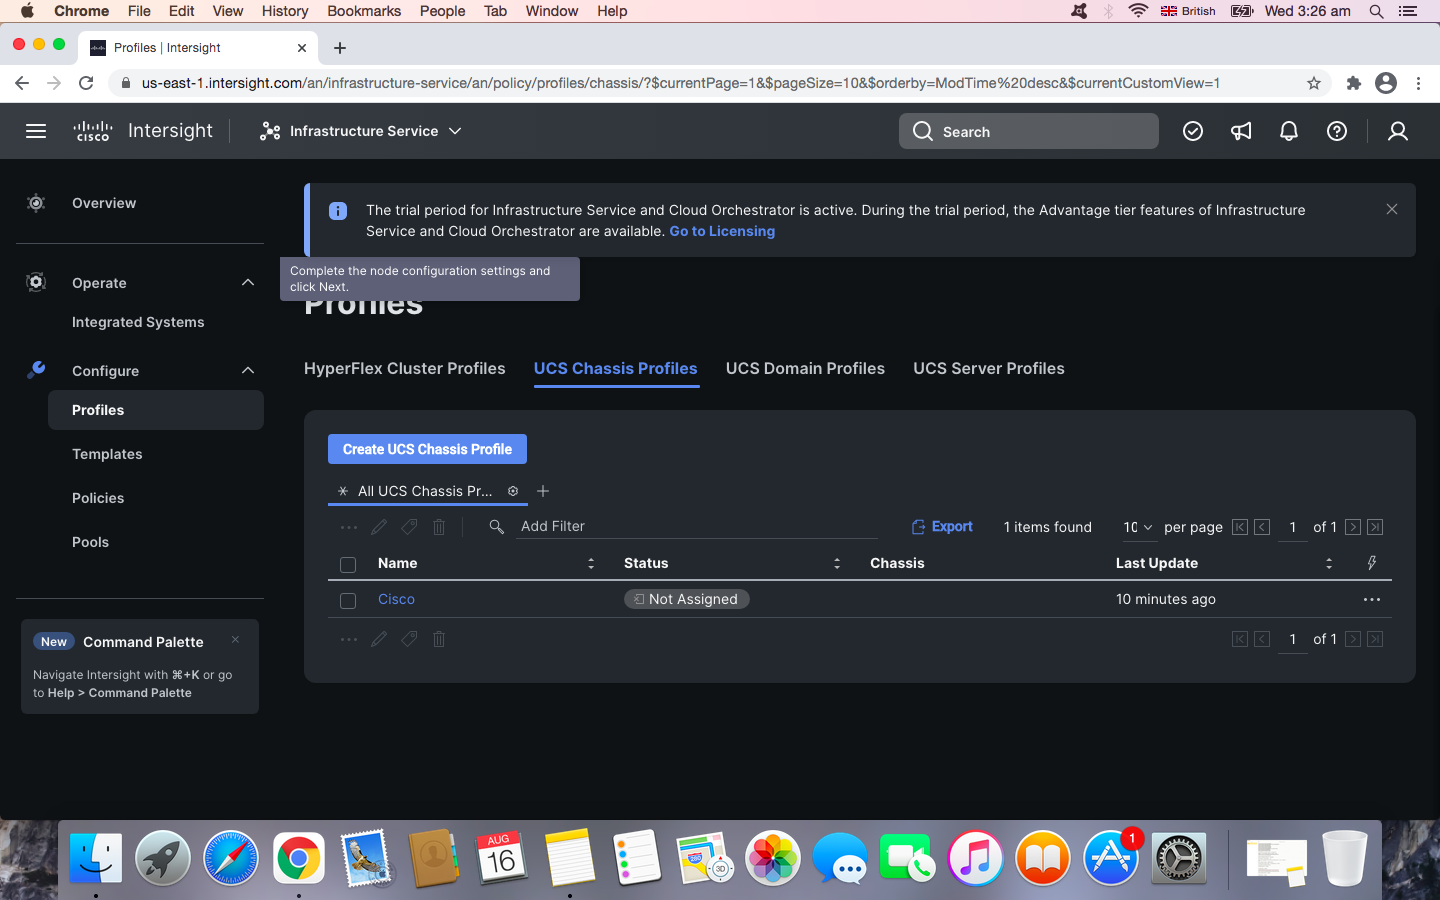 Chrome File Edit View History Bookmarks People Tab Window Help British Wed 3:26 am
Profiles | Intersight
us-east-1.intersight.com/an/infrastructure-service/an/policy/profiles/chassis/?$currentPage=1&$pageSize=10&$orderby=ModTime%20desc&$currentCustomView=1
CISCO Intersight Infrastructure Service Search
Overview
Operate
Integrated Systems
Configure
Profiles
Templates
Policies
Pools
New Command Palette
Navigate Intersight with ⌘+K or go
to Help > Command Palette
The trial period for Infrastructure Service and Cloud Orchestrator is active. During the trial period, the Advantage tier features of Infrastructure
Service and Cloud Orchestrator are available. Go to Licensing
Complete the node configuration settings and
click Next.
Profiles
HyperFlex Cluster Profiles UCS Chassis Profiles UCS Domain Profiles UCS Server Profiles
Create UCS Chassis Profile
All UCS Chassis Pr...
Add Filter Export 1 items found 10 per page 1 of 1
Name Status Chassis Last Update
Cisco Not Assigned 10 minutes ago
1 of 1
AUG
16
280
3D
1